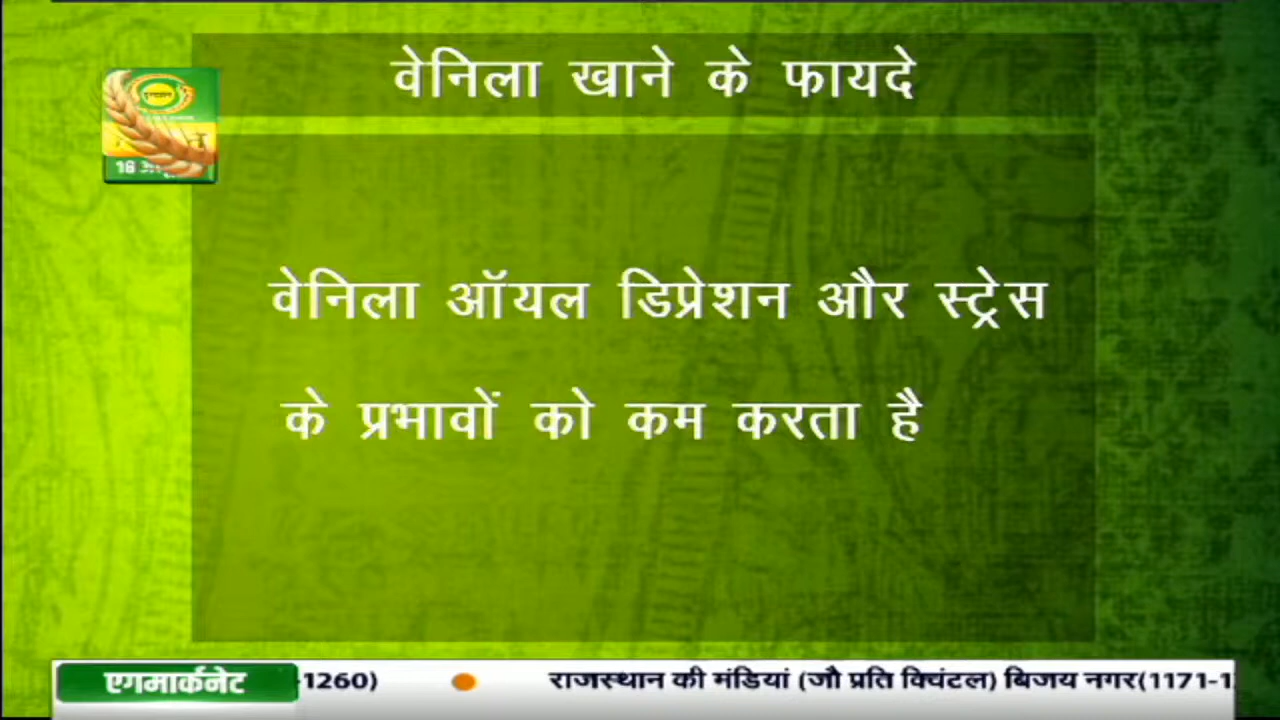 वेनिला खाने के फायदे
वेनिला ऑयल डिप्रेशन और स्ट्रेस
के प्रभावों को कम करता है
एगमार्कनेट
-1260) राजस्थान की मंडियां (जौ प्रति क्विंटल) बिजय नगर(1171-1